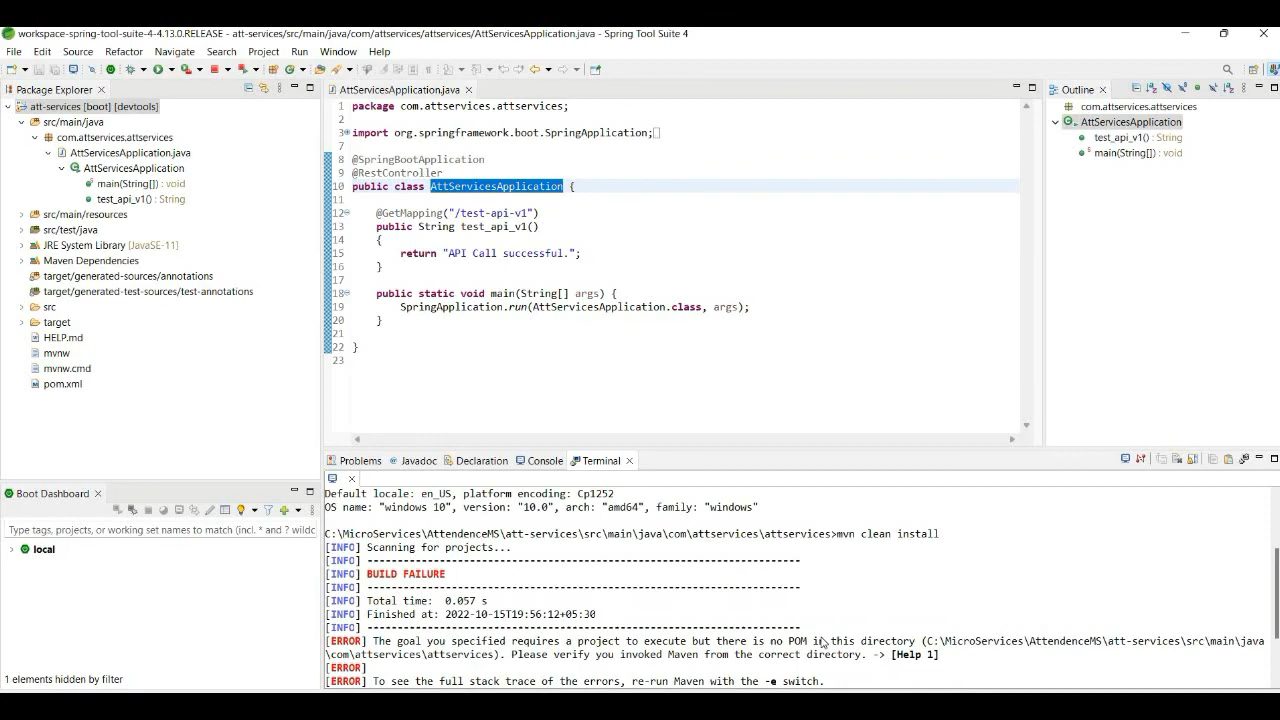 workspace-spring-tool-suite-4-4.13.0.RELEASE - att-services/src/main/java/com/attservices/attservices/AttServicesApplication.java - Spring Tool Suite 4
File Edit Source Refactor Navigate Search Project Run Window Help
Package Explorer
att-services [boot] [devtools]
src/main/java
com.attservices.attservices
AttServicesApplication.java
AttServicesApplication
main(String[]) : void
test_api_v1() : String
src/main/resources
src/test/java
JRE System Library [JavaSE-11]
Maven Dependencies
target/generated-sources/annotations
target/generated-test-sources/test-annotations
src
target
HELP.md
mvnw
mvnw.cmd
pom.xml
Boot Dashboard
Type tags, projects, or working set names to match (incl. * and ? wildc
local
1 elements hidden by filter
AttServicesApplication.java
1 package com.attservices.attservices;
2
3 import org.springframework.boot.SpringApplication;
7
8 @SpringBootApplication
9 @RestController
10 public class AttServicesApplication {
11
12 @GetMapping("/test-api-v1")
13 public String test_api_v1()
14 {
15 return "API Call successful.";
16 }
17
18 public static void main(String[] args) {
19 SpringApplication.run(AttServicesApplication.class, args);
20 }
21
22 }
23
Outline
com.attservices.attservices
AttServicesApplication
test_api_v1() : String
main(String[]) : void
Problems Javadoc Declaration Console Terminal
Default locale: en_US, platform encoding: Cp1252
OS name: "windows 10", version: "10.0", arch: "amd64", family: "windows"
C:\MicroServices\AttendenceMS\att-services\src\main\java\com\attservices\attservices>mvn clean install
[INFO] Scanning for projects...
[INFO] ------------------------------------------------------------------------
[INFO] BUILD FAILURE
[INFO] ------------------------------------------------------------------------
[INFO] Total time: 0.057 s
[INFO] Finished at: 2022-10-15T19:56:12+05:30
[INFO] ------------------------------------------------------------------------
[ERROR] The goal you specified requires a project to execute but there is no POM in this directory (C:\MicroServices\AttendenceMS\att-services\src\main\java
\com\attservices\attservices). Please verify you invoked Maven from the correct directory. -> [Help 1]
[ERROR]
[ERROR] To see the full stack trace of the errors, re-run Maven with the -e switch.